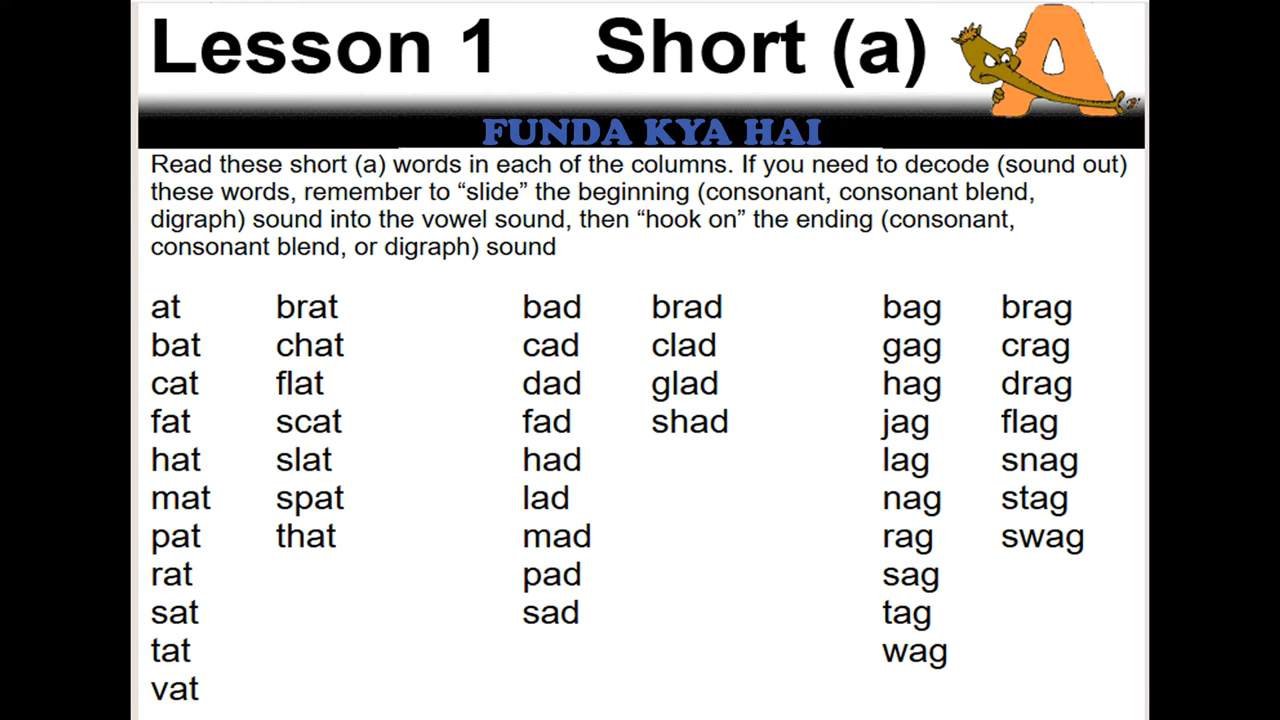 Lesson 1 Short (a)
FUNDA KYA HAI
Read these short (a) words in each of the columns. If you need to decode (sound out)
these words, remember to “slide” the beginning (consonant, consonant blend,
digraph) sound into the vowel sound, then “hook on” the ending (consonant,
consonant blend, or digraph) sound
at brat bad brad bag brag
bat chat cad clad gag crag
cat flat dad glad hag drag
fat scat fad shad jag flag
hat slat had lag snag
mat spat lad nag stag
pat that mad rag swag
rat pad sag
sat sad tag
tat wag
vat